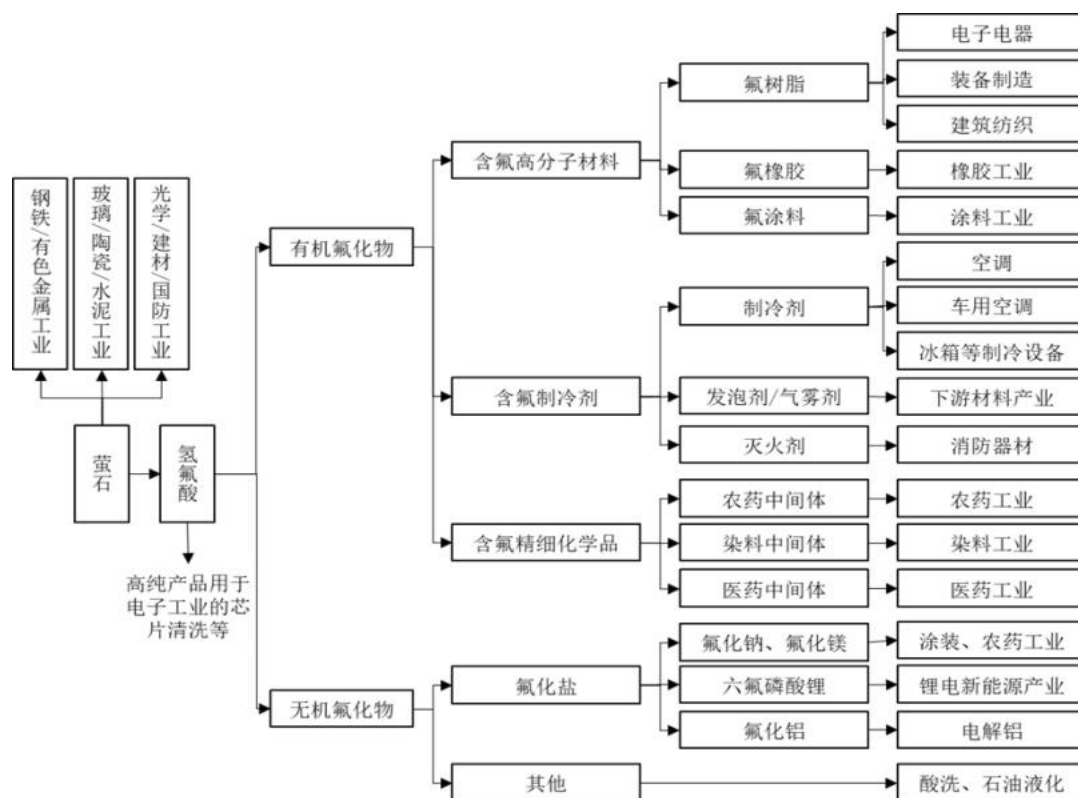 钢铁/有色金属工业
玻璃/陶瓷/水泥工业
光学/建材/国防工业
萤石
氢氟酸
高纯产品用于
电子工业的芯
片清洗等
有机氟化物
无机氟化物
含氟高分子材料
含氟制冷剂
含氟精细化学品
氟化盐
其他
氟树脂
氟橡胶
氟涂料
制冷剂
发泡剂/气雾剂
灭火剂
农药中间体
染料中间体
医药中间体
氟化钠、氟化镁
六氟磷酸锂
氟化铝
电子电器
装备制造
建筑纺织
橡胶工业
涂料工业
空调
车用空调
冰箱等制冷设备
下游材料产业
消防器材
农药工业
染料工业
医药工业
涂装、农药工业
锂电新能源产业
电解铝
酸洗、石油液化